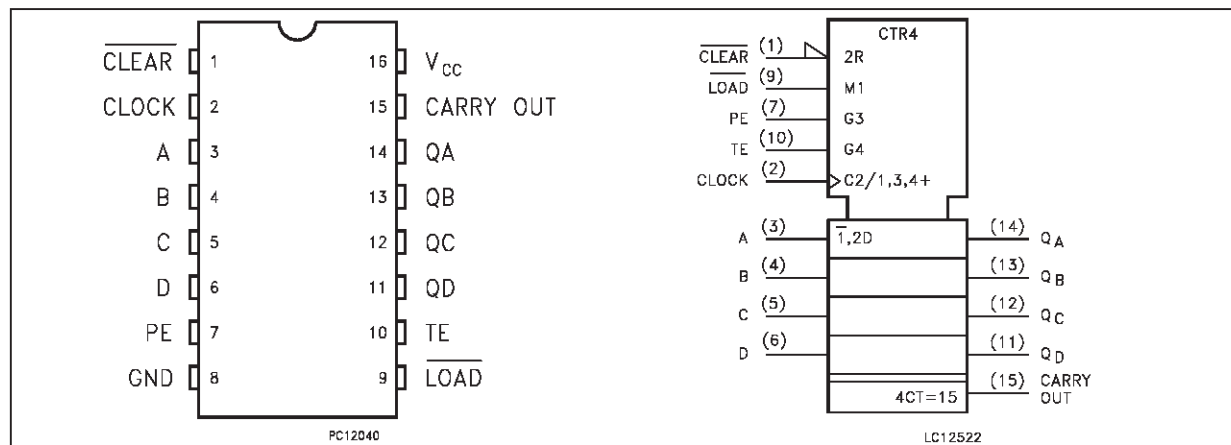 CLEAR 1 16 VCC
CLOCK 2 15 CARRY OUT
A 3 14 QA
B 4 13 QB
C 5 12 QC
D 6 11 QD
PE 7 10 TE
GND 8 9 LOAD
PC12040
CTR4
CLEAR (1) 2R
LOAD (9) M1
PE (7) G3
TE (10) G4
CLOCK (2) C2/1,3,4+
A (3) 1,2D (14) QA
B (4) (13) QB
C (5) (12) QC
D (6) (11) QD
4CT=15 (15) CARRY
OUT
LC12522